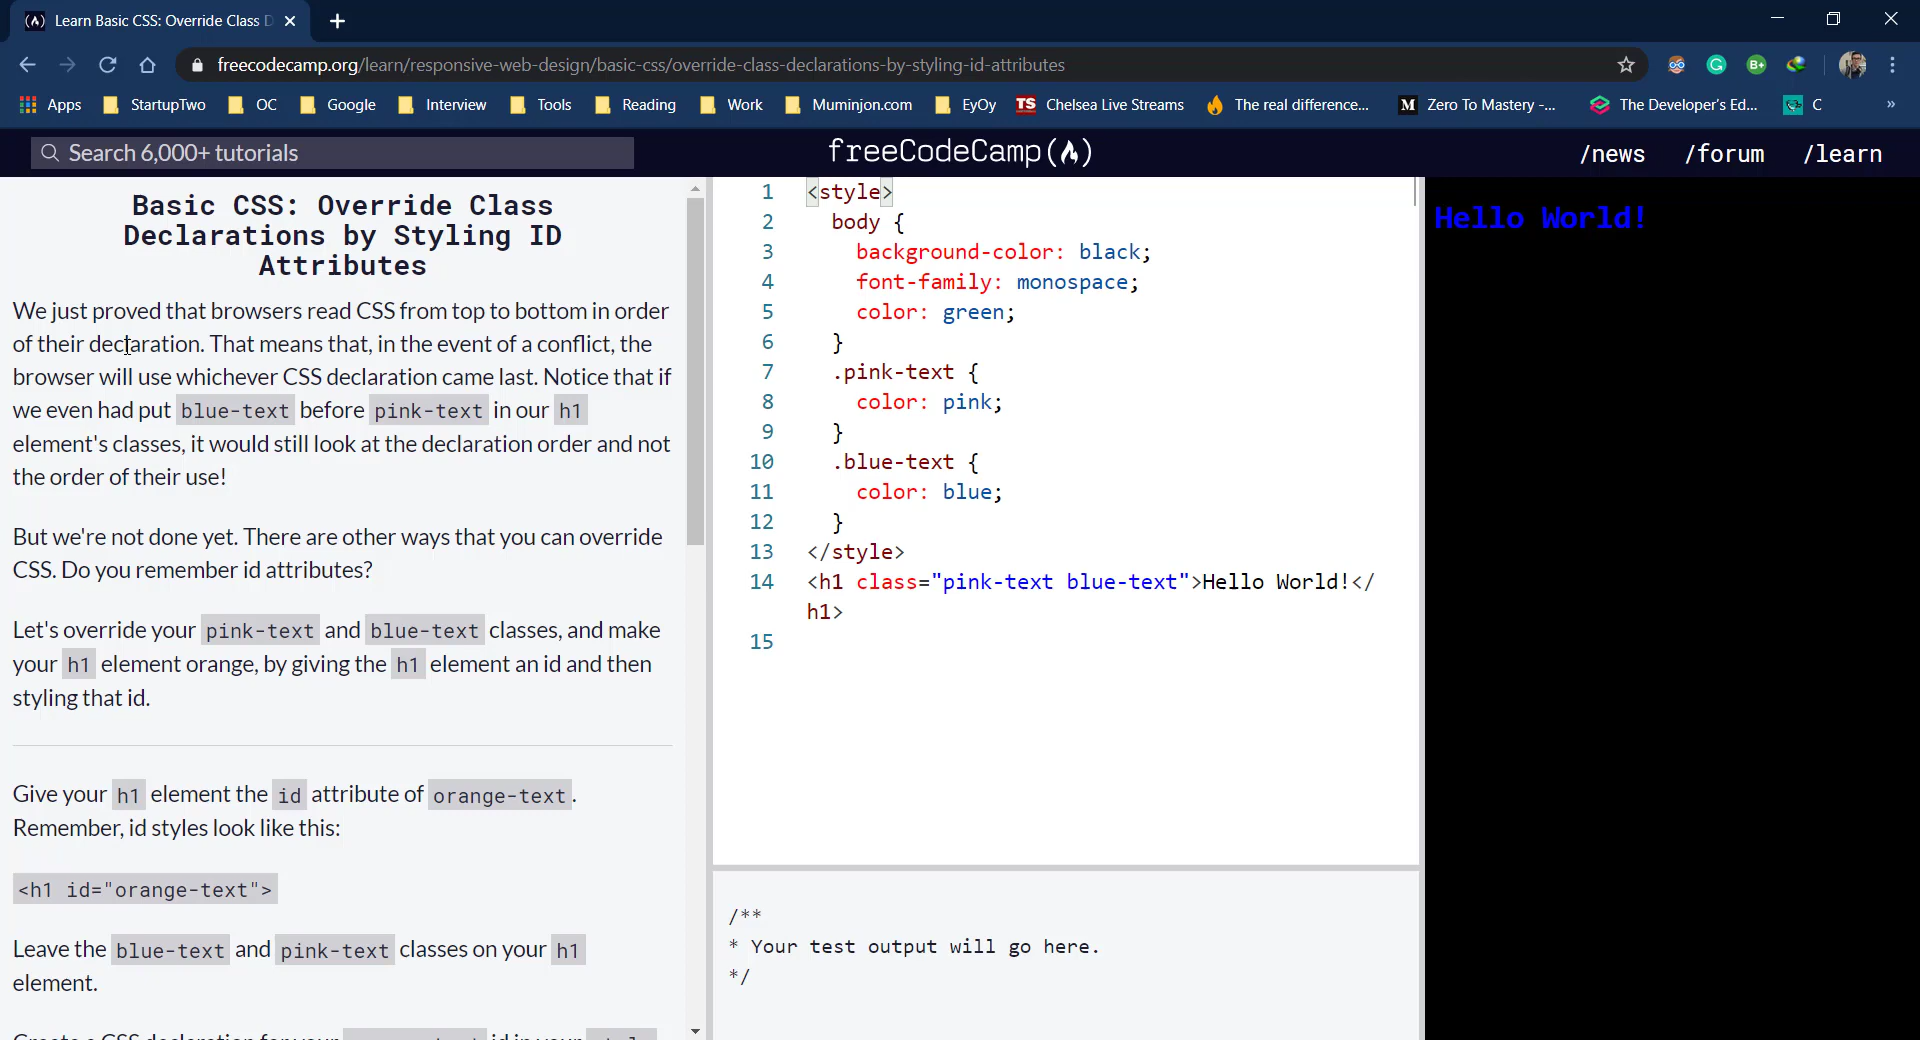 Learn Basic CSS: Override Class D
freecodecamp.org/learn/responsive-web-design/basic-css/override-class-declarations-by-styling-id-attributes
Apps StartupTwo OC Google Interview Tools Reading Work Muminjon.com EyOy TS Chelsea Live Streams The real difference... M Zero To Mastery -... The Developer's Ed... C »
Search 6,000+ tutorials
freeCodeCamp
/news /forum /learn
Basic CSS: Override Class
Declarations by Styling ID
Attributes
We just proved that browsers read CSS from top to bottom in order
of their declaration. That means that, in the event of a conflict, the
browser will use whichever CSS declaration came last. Notice that if
we even had put blue-text before pink-text in our h1
element's classes, it would still look at the declaration order and not
the order of their use!
But we're not done yet. There are other ways that you can override
CSS. Do you remember id attributes?
Let's override your pink-text and blue-text classes, and make
your h1 element orange, by giving the h1 element an id and then
styling that id.
Give your h1 element the id attribute of orange-text.
Remember, id styles look like this:
<h1 id="orange-text">
Leave the blue-text and pink-text classes on your h1
element.
Create a CSS declaration for your id in your style
1 <style>
2 body {
3 background-color: black;
4 font-family: monospace;
5 color: green;
6 }
7 .pink-text {
8 color: pink;
9 }
10 .blue-text {
11 color: blue;
12 }
13 </style>
14 <h1 class="pink-text blue-text">Hello World!</
h1>
15
/**
* Your test output will go here.
*/
Hello World!